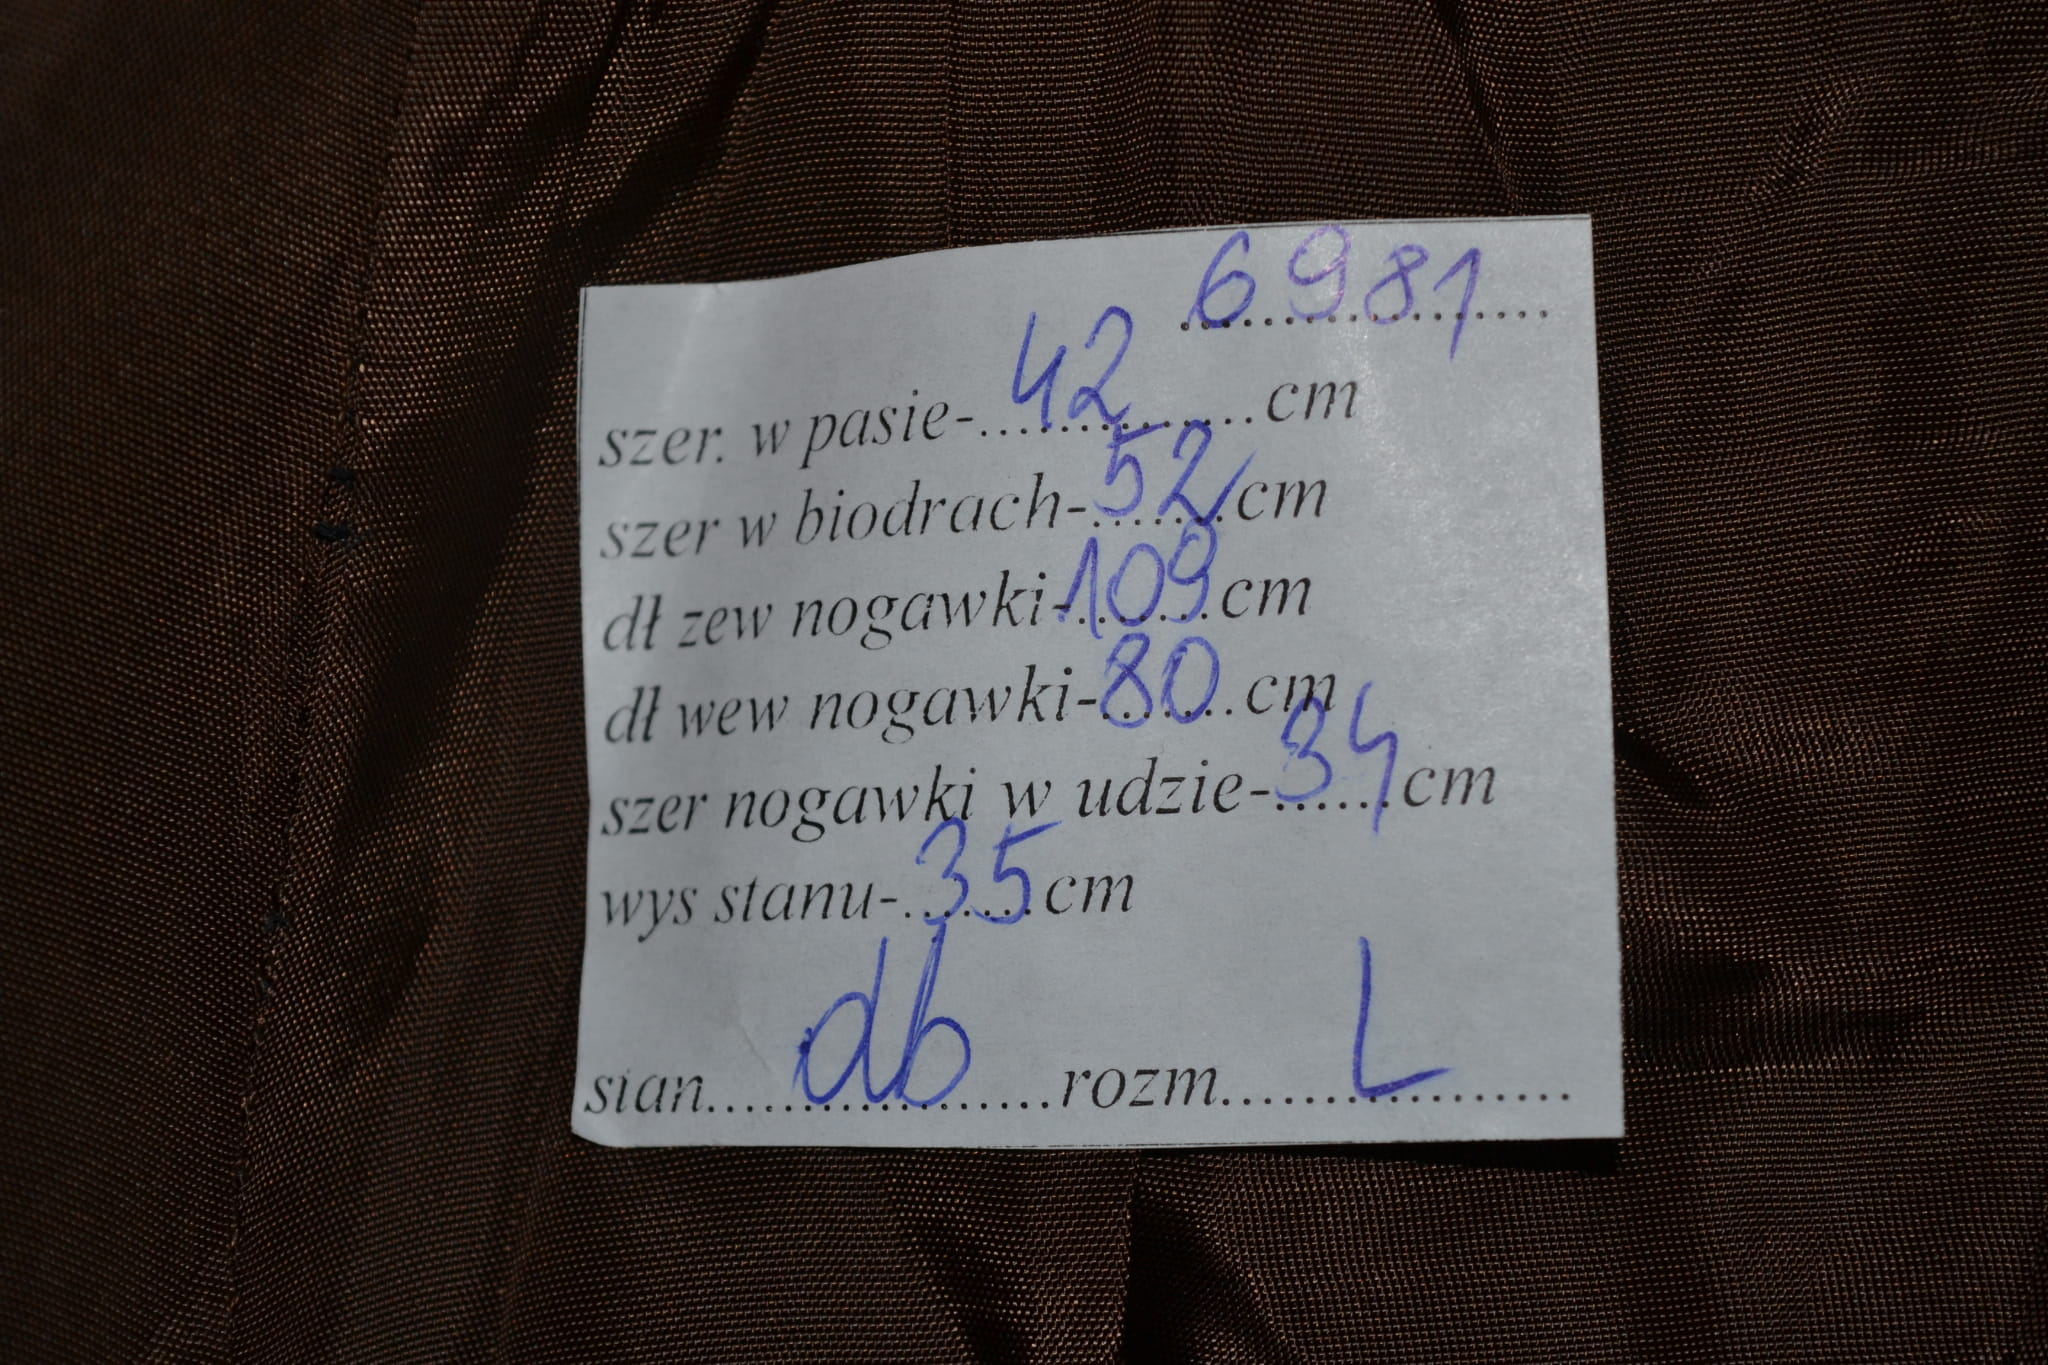 6981
szer. w pasie-....42....cm
szer w biodrach-..52..cm
dł zew nogawki-.109.cm
dł wew nogawki-.80..cm
szer nogawki w udzie-.34.cm
wys stanu-.35.cm
stan.....db.....rozm.....L.....